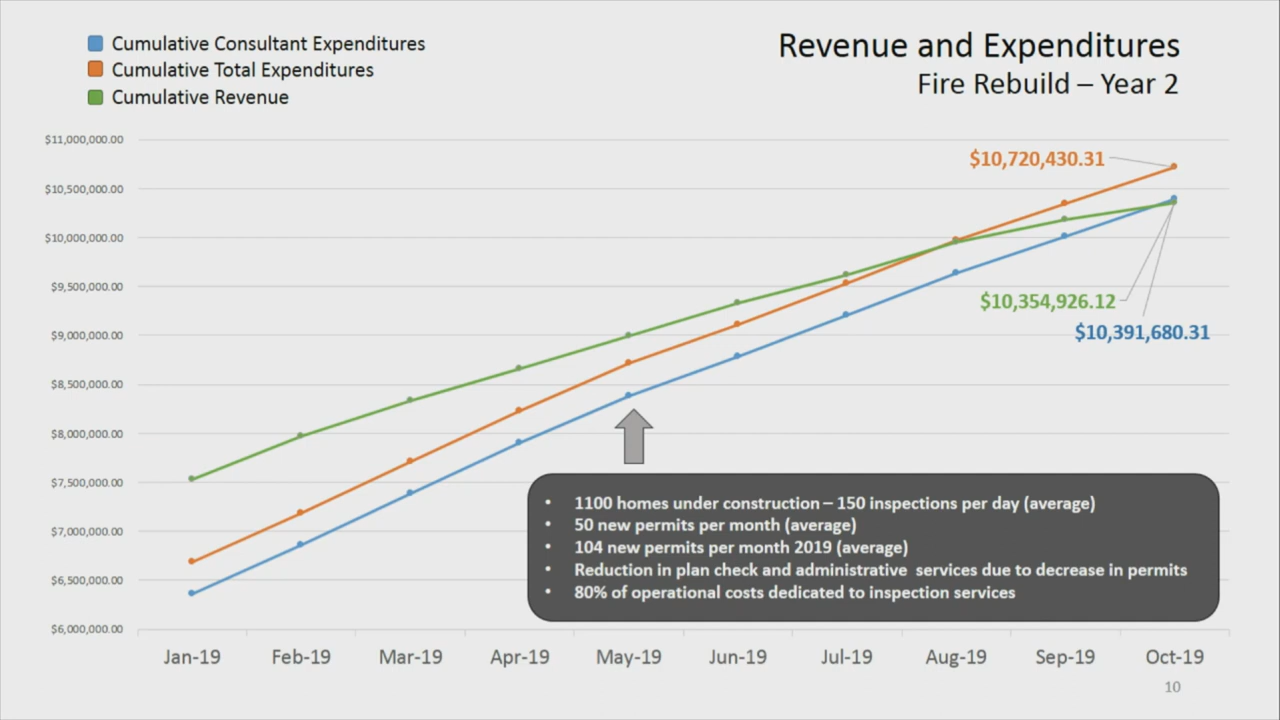 Revenue and Expenditures
Fire Rebuild – Year 2
Cumulative Consultant Expenditures
Cumulative Total Expenditures
Cumulative Revenue
$11,000,000.00
$10,500,000.00
$10,000,000.00
$9,500,000.00
$9,000,000.00
$8,500,000.00
$8,000,000.00
$7,500,000.00
$7,000,000.00
$6,500,000.00
$6,000,000.00
$10,720,430.31
$10,354,926.12
$10,391,680.31
• 1100 homes under construction – 150 inspections per day (average)
• 50 new permits per month (average)
• 104 new permits per month 2019 (average)
• Reduction in plan check and administrative services due to decrease in permits
• 80% of operational costs dedicated to inspection services
Jan-19 Feb-19 Mar-19 Apr-19 May-19 Jun-19 Jul-19 Aug-19 Sep-19 Oct-19
10